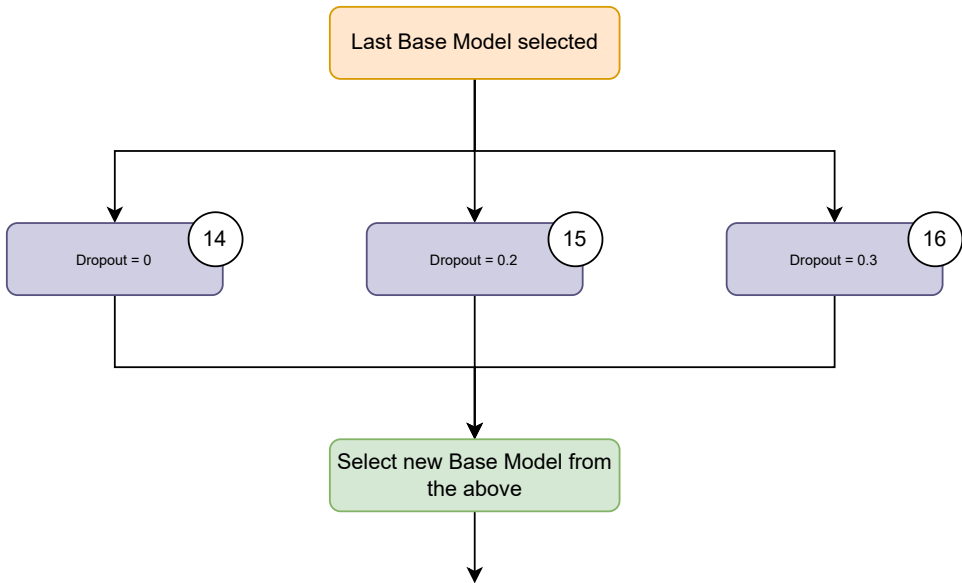 Last Base Model selected
14
Dropout = 0
15
Dropout = 0.2
16
Dropout = 0.3
Select new Base Model from
the above